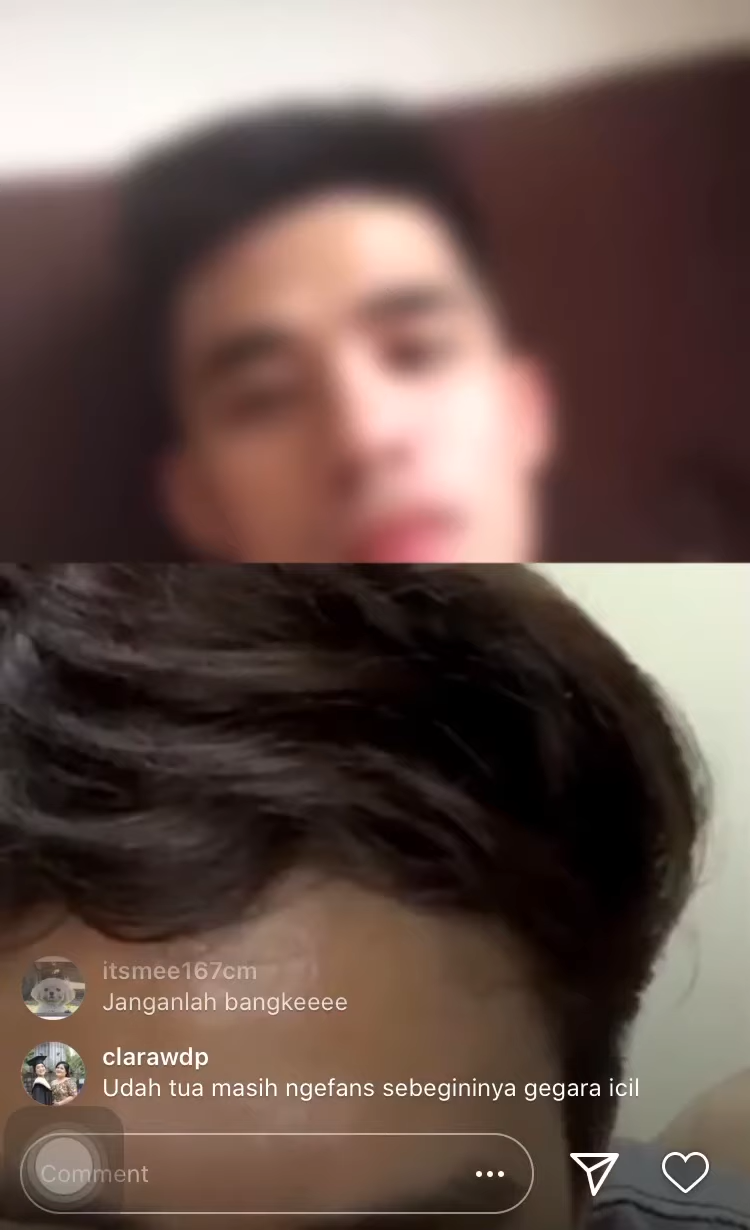 itsmee167cm
Janganlah bangkeeee
clarawdp
Udah tua masih ngefans sebegininya gegara icil
Comment